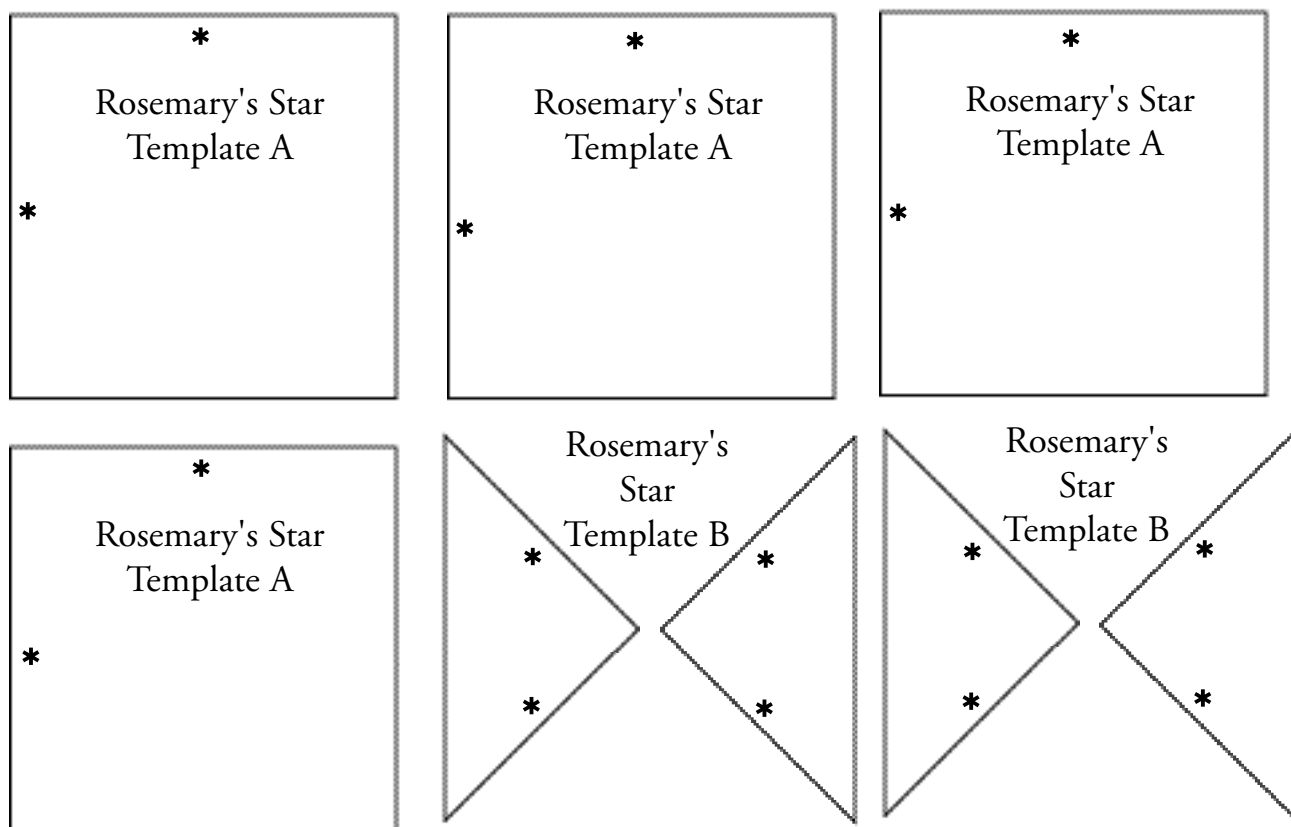 *
Rosemary's Star
Template A
*
*
Rosemary's Star
Template A
*
*
Rosemary's Star
Template A
*
*
Rosemary's Star
Template A
*
Rosemary's
Star
Template B
* *
* *
Rosemary's
Star
Template B
* *
* *